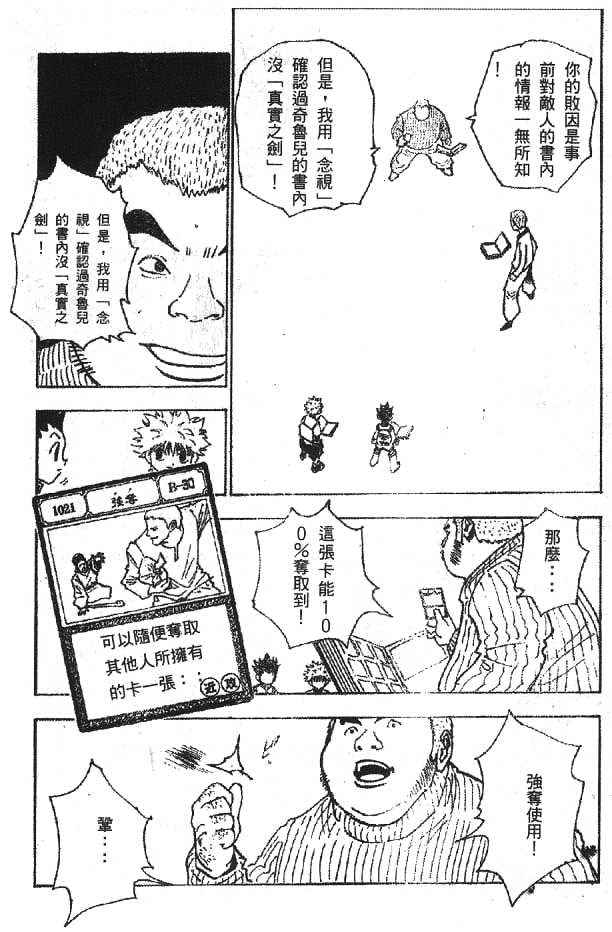 你的敗因是事
前對敵人的書內
的情報一無所知
！
但是，我用「念視」
確認過奇魯兒的書內
沒「真實之劍」！
但是，我用「念
視」確認過奇魯兒
的書內沒「真實之
劍」！
1021
強奪
B-30
可以隨便奪取
其他人所擁有
的卡一張：：
近
攻
那麼：：
這張卡能10
0%奪取到！
強奪使用！
轟：：